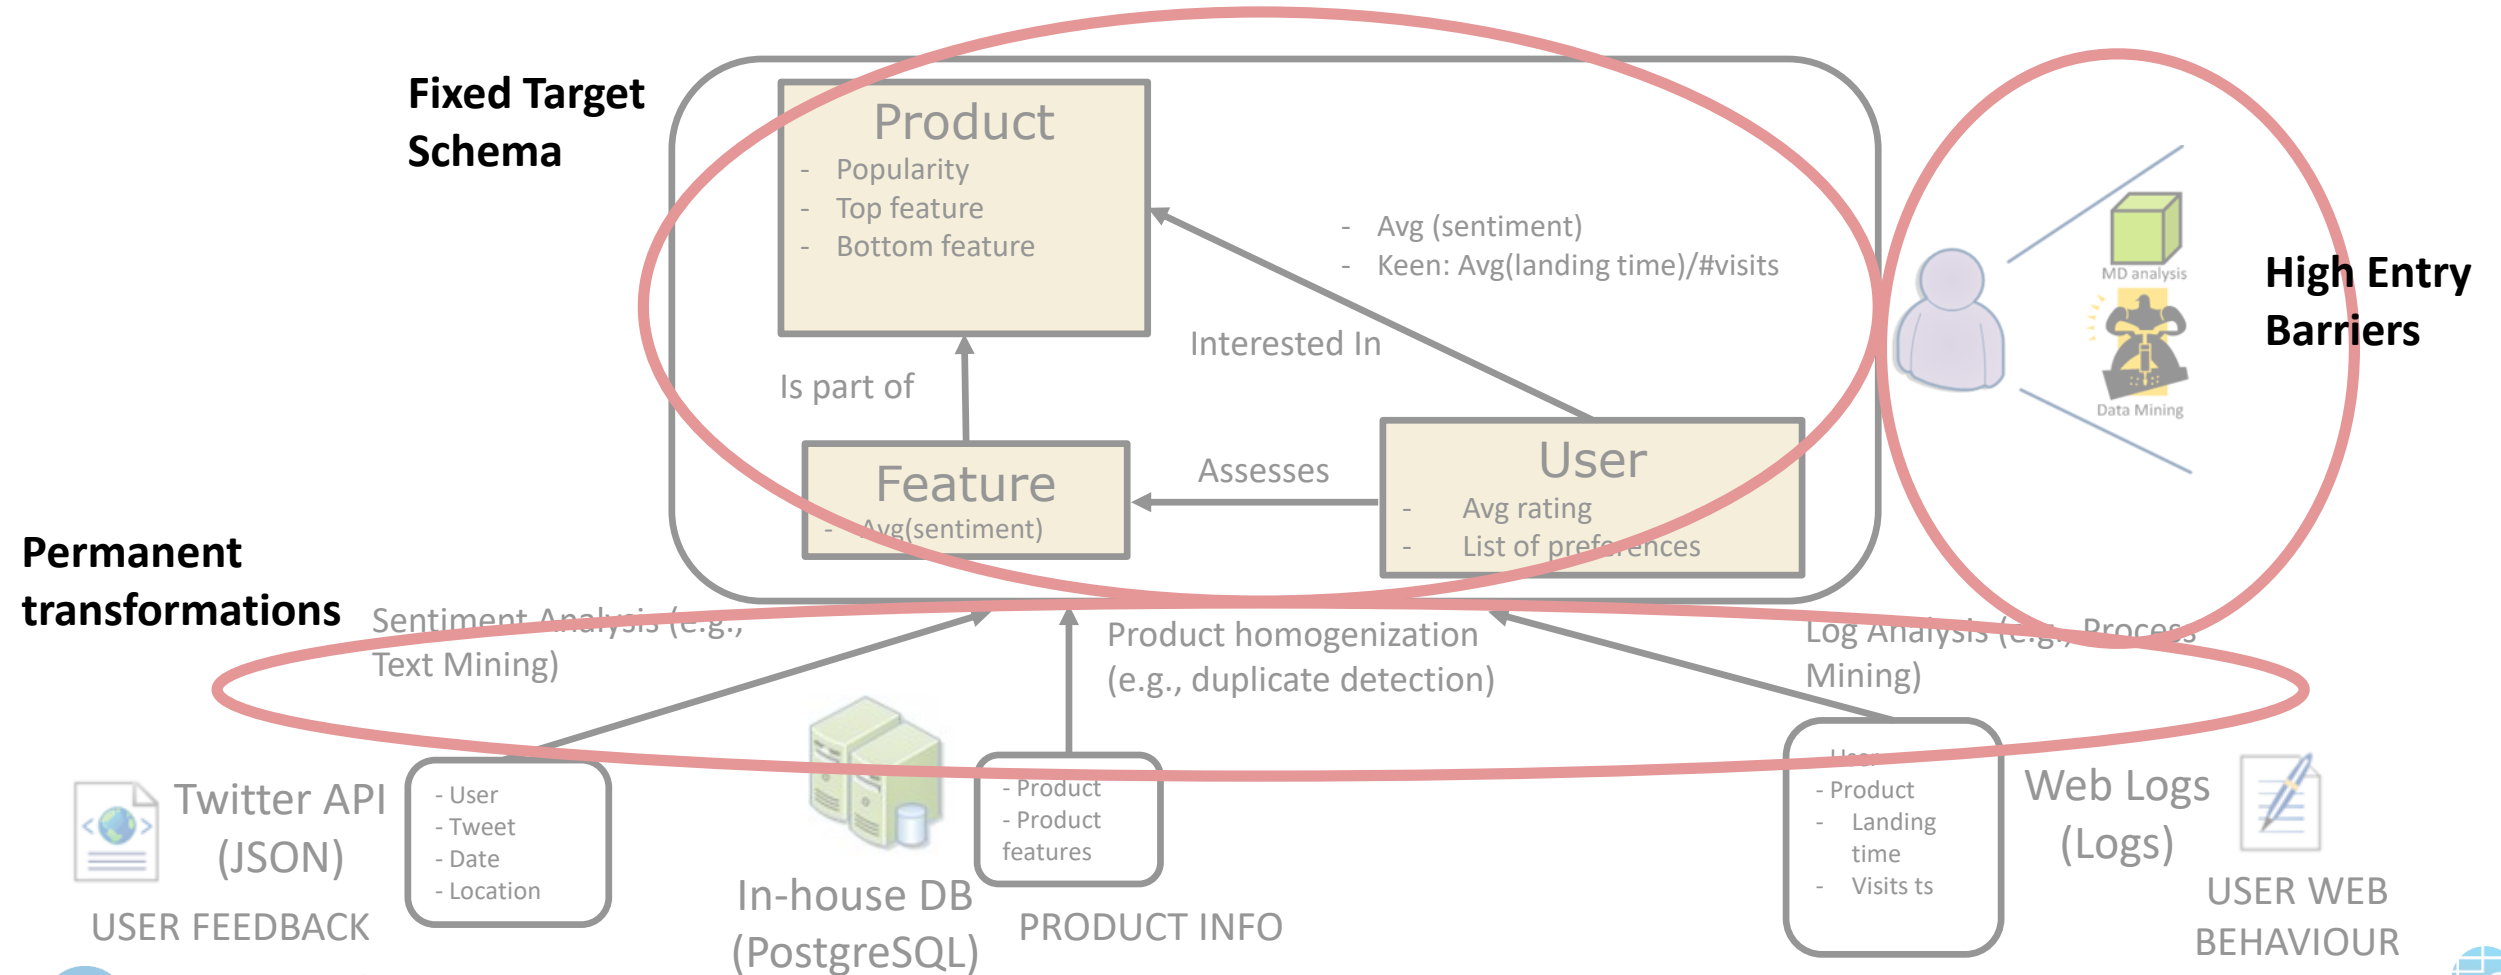 Fixed Target
Schema
Product
- Popularity
- Top feature
- Bottom feature
- Avg (sentiment)
- Keen: Avg(landing time)/#visits
MD analysis
High Entry
Barriers
Data Mining
Interested In
Is part of
Feature
- Avg(sentiment)
Assesses
User
- Avg rating
- List of preferences
Permanent
transformations
Sentiment Analysis (e.g.,
Text Mining)
Product homogenization
(e.g., duplicate detection)
Log Analysis (e.g., Process
Mining)
Twitter API
(JSON)
USER FEEDBACK
- User
- Tweet
- Date
- Location
In-house DB
(PostgreSQL)
- Product
- Product
features
PRODUCT INFO
- User
- Product
- Landing
time
- Visits ts
Web Logs
(Logs)
USER WEB
BEHAVIOUR